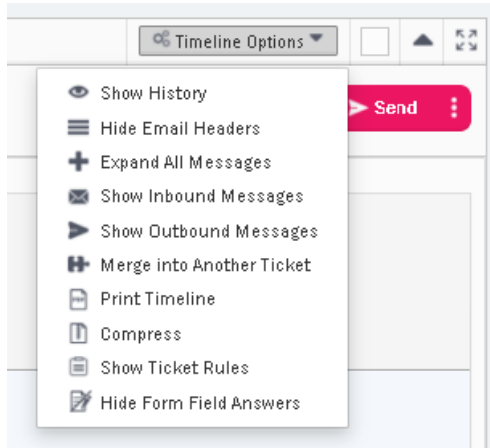 Timeline Options
Show History
Send
Hide Email Headers
Expand All Messages
Show Inbound Messages
Show Outbound Messages
Merge into Another Ticket
Print Timeline
Compress
Show Ticket Rules
Hide Form Field Answers